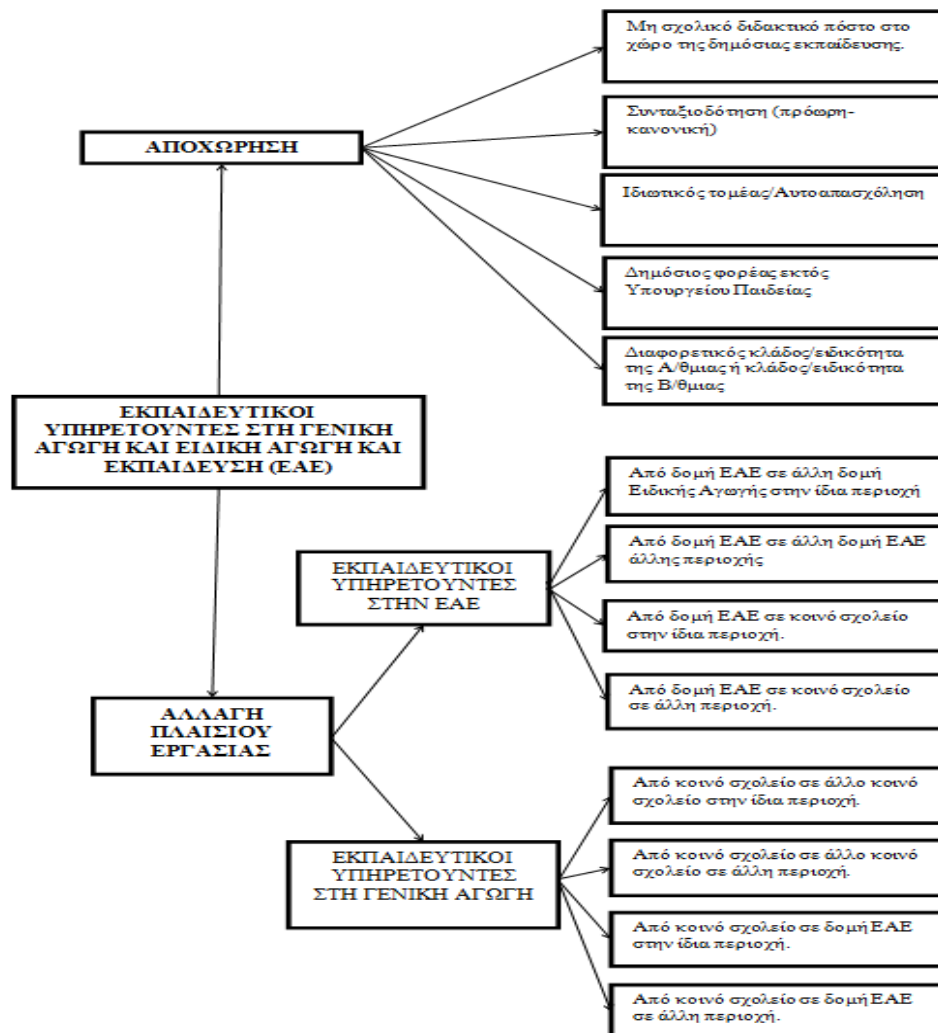 Μη σχολικό διδακτικό πόστο στο
χώρο της δημόσιας εκπαίδευσης.
Συνταξιοδότηση (πρόωρη-
κανονική)
ΑΠΟΧΩΡΗΣΗ
Ιδιωτικός τομέας/Αυτοαπασχόληση
Δημόσιος φορέας εκτός
Υπουργείου Παιδείας
Διαφορετικός κλάδος/ειδικότητα
της Α/θμιας ή κλάδος/ειδικότητα
της Β/θμιας
ΕΚΠΑΙΔΕΥΤΙΚΟΙ
ΥΠΗΡΕΤΟΥΝΤΕΣ ΣΤΗ ΓΕΝΙΚΗ
ΑΓΩΓΗ ΚΑΙ ΕΙΔΙΚΗ ΑΓΩΓΗ ΚΑΙ
ΕΚΠΑΙΔΕΥΣΗ (ΕΑΕ)
Από δομή ΕΑΕ σε άλλη δομή
Ειδικής Αγωγής στην ίδια περιοχή
Από δομή ΕΑΕ σε άλλη δομή ΕΑΕ
άλλης περιοχής
ΕΚΠΑΙΔΕΥΤΙΚΟΙ
ΥΠΗΡΕΤΟΥΝΤΕΣ
ΣΤΗΝ ΕΑΕ
Από δομή ΕΑΕ σε κοινό σχολείο
στην ίδια περιοχή.
Από δομή ΕΑΕ σε κοινό σχολείο
σε άλλη περιοχή.
ΑΛΛΑΓΗ
ΠΛΑΙΣΙΟΥ
ΕΡΓΑΣΙΑΣ
Από κοινό σχολείο σε άλλο κοινό
σχολείο στην ίδια περιοχή.
Από κοινό σχολείο σε άλλο κοινό
σχολείο σε άλλη περιοχή.
ΕΚΠΑΙΔΕΥΤΙΚΟΙ
ΥΠΗΡΕΤΟΥΝΤΕΣ
ΣΤΗ ΓΕΝΙΚΗ ΑΓΩΓΗ
Από κοινό σχολείο σε δομή ΕΑΕ
στην ίδια περιοχή.
Από κοινό σχολείο σε δομή ΕΑΕ
σε άλλη περιοχή.